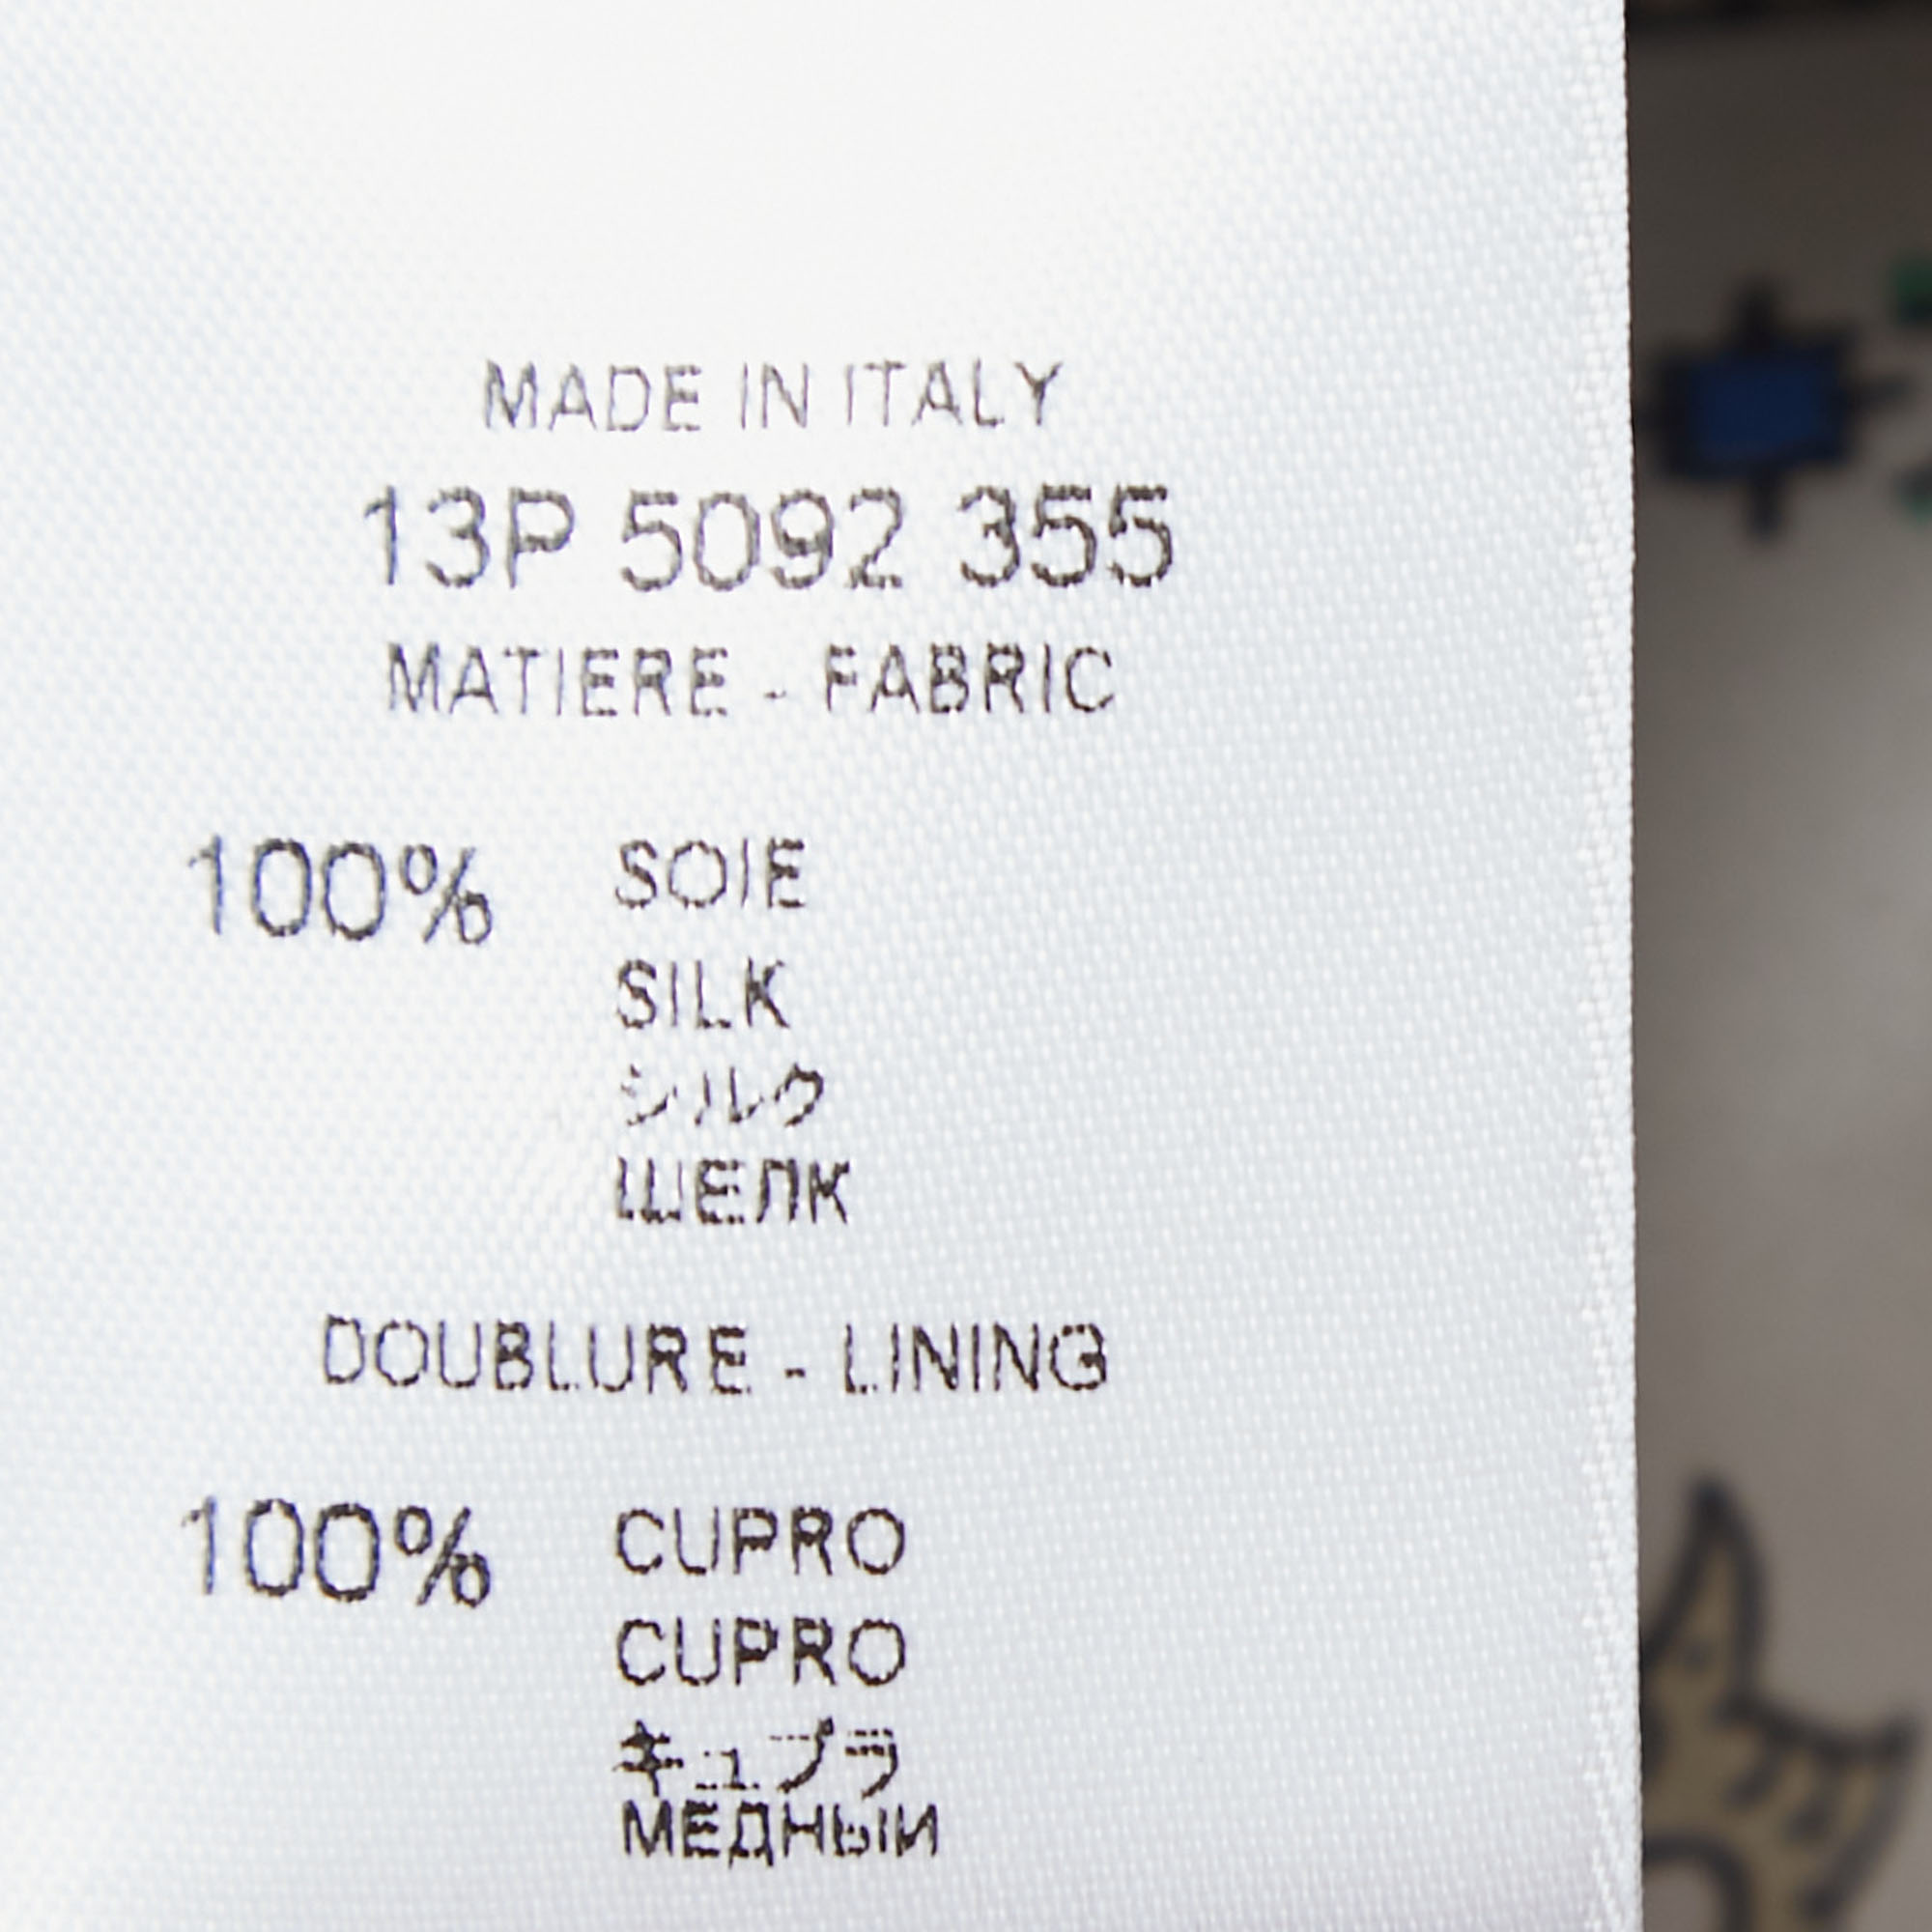 MADE IN ITALY
13P 5092 355
MATIERE - FABRIC
100% SOIE
SILK
シルク
ШЕЛК
DOUBLURE - LINING
100% CUPRO
CUPRO
キュプラ
МЕДНЫИ